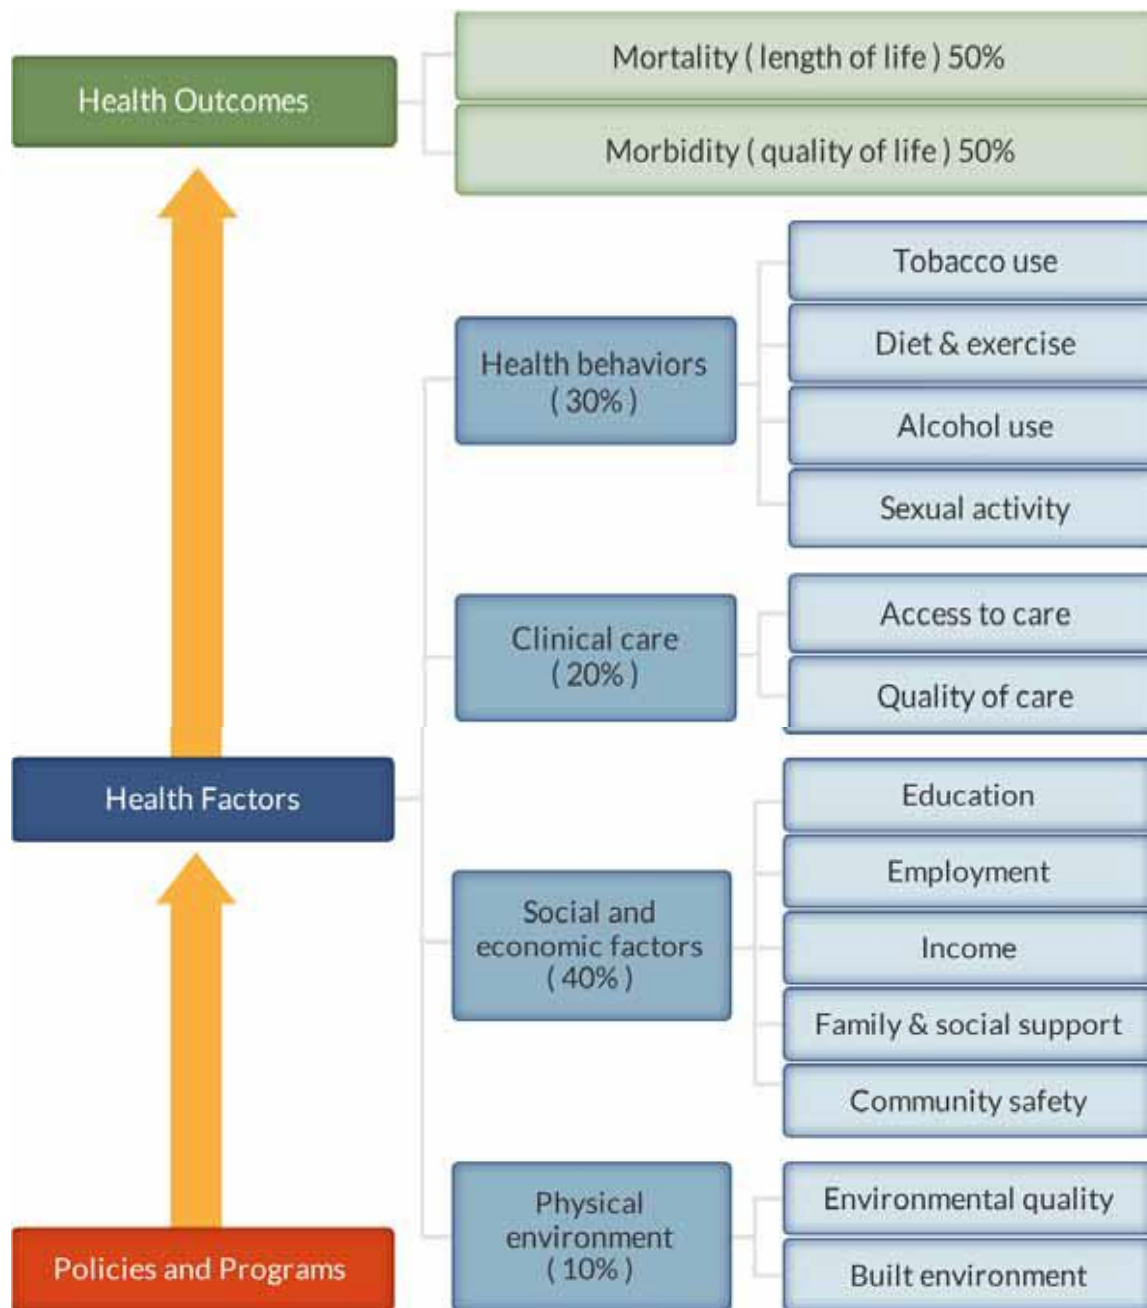 Health Outcomes
Mortality ( length of life ) 50%
Morbidity ( quality of life ) 50%
Health Factors
Health behaviors
( 30% )
Tobacco use
Diet & exercise
Alcohol use
Sexual activity
Clinical care
( 20% )
Access to care
Quality of care
Social and
economic factors
( 40% )
Education
Employment
Income
Family & social support
Community safety
Physical
environment
( 10% )
Environmental quality
Built environment
Policies and Programs